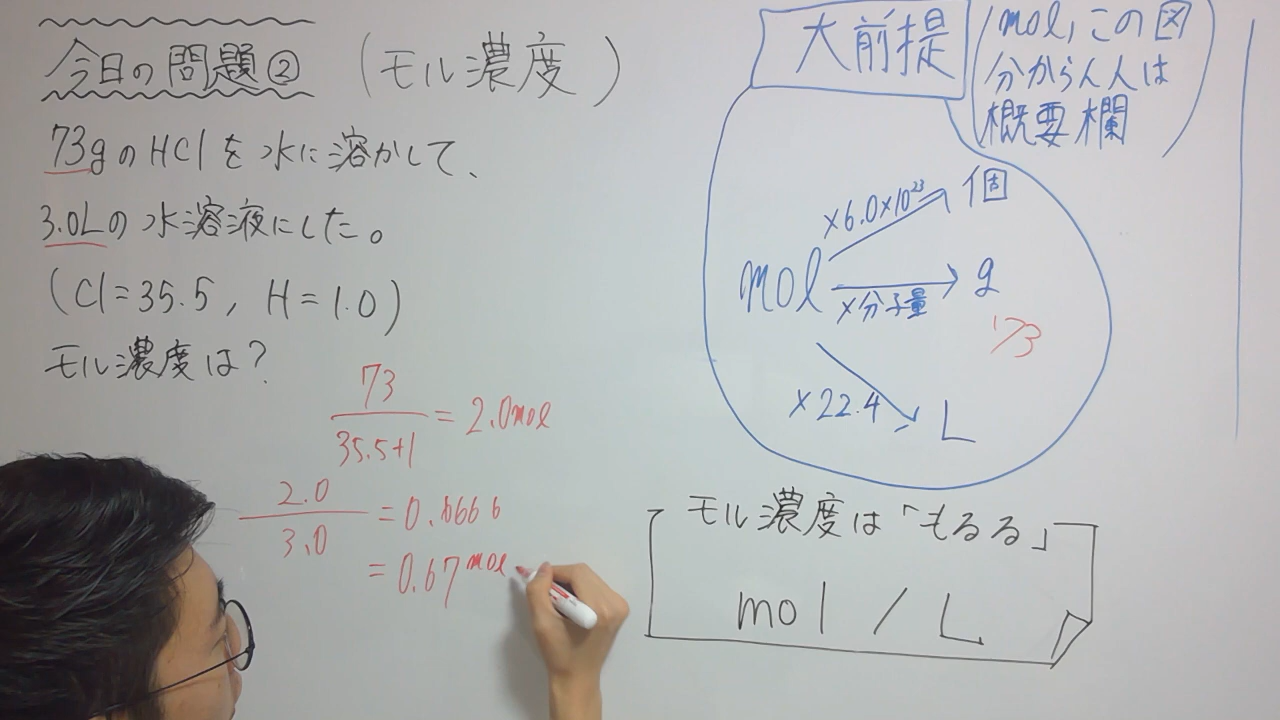 今日の問題② (モル濃度)
73gのHClを水に溶かして、
3.0Lの水溶液にした。
(Cl=35.5, H=1.0)
モル濃度は?
73
35.5+1
= 2.0mol
2.0
3.0
= 0.6666
= 0.67mol
大前提
(「mol」この図
分からん人は
概要欄)
×6.0×10²³
個
mol
×分子量
g
73
×22.4
L
モル濃度は「もるる」
mol / L